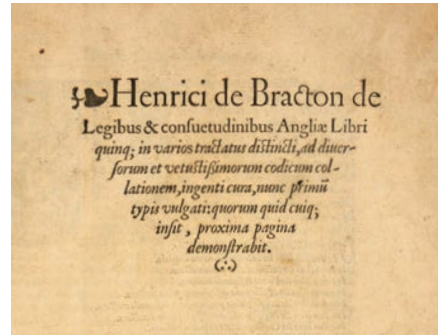 ❧Henrici de Bracton de
Legibus & conſuetudinibus Angliæ Libri
quinq; in varios tractatus diſtincti, ad diuer-
ſorum et vetuſtiſsimorum codicum col-
lationem, ingenti cura, nunc primū
typis vulgati: quorum quid cuiq;
inſit, proxima pagina
demonſtrabit.
(∴)